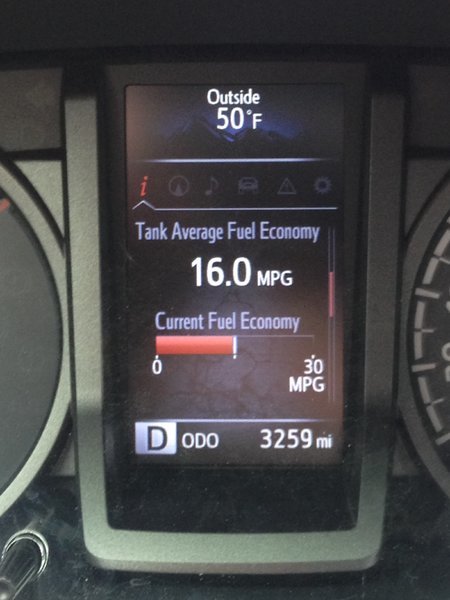 Outside
50°F
i
Tank Average Fuel Economy
16.0 MPG
Current Fuel Economy
0 30
MPG
D ODO 3259 mi